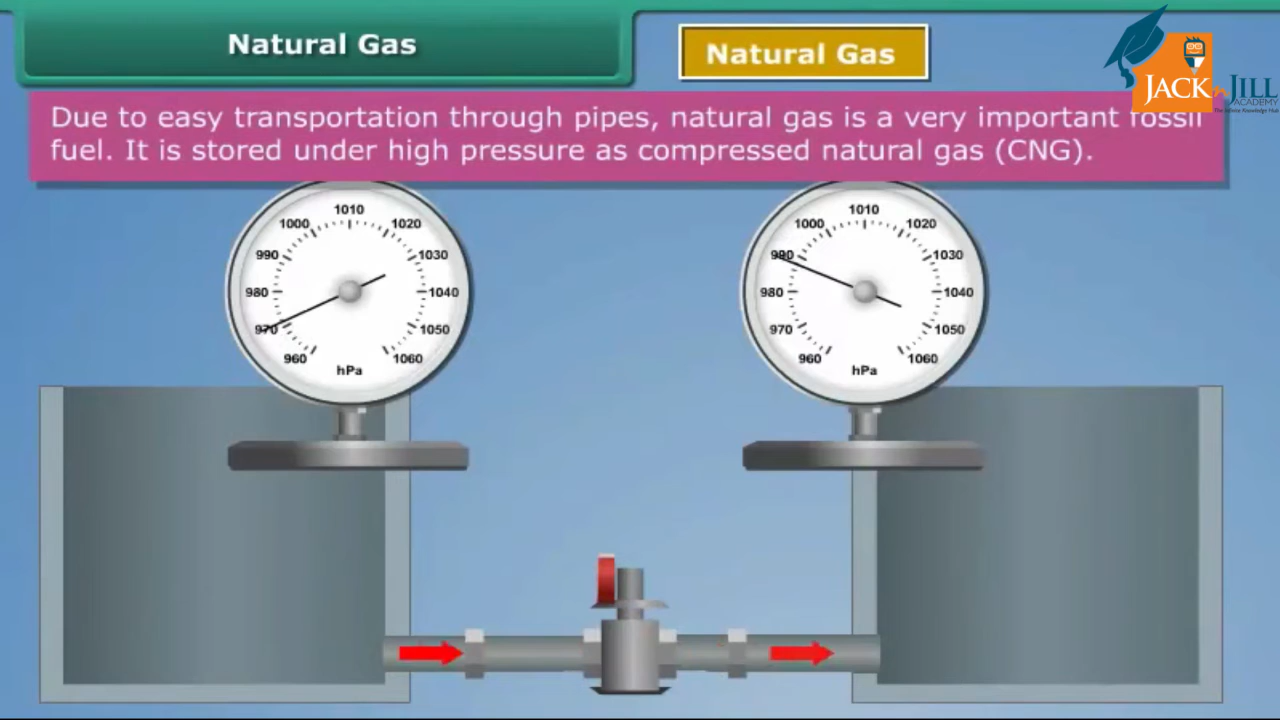 Natural Gas
Natural Gas
JACK n JILL
ACADEMY
Due to easy transportation through pipes, natural gas is a very important fossil
fuel. It is stored under high pressure as compressed natural gas (CNG).
1010
1000 1020
990 1030
980 1040
970 1050
960 1060
hPa
1010
1000 1020
990 1030
980 1040
970 1050
960 1060
hPa